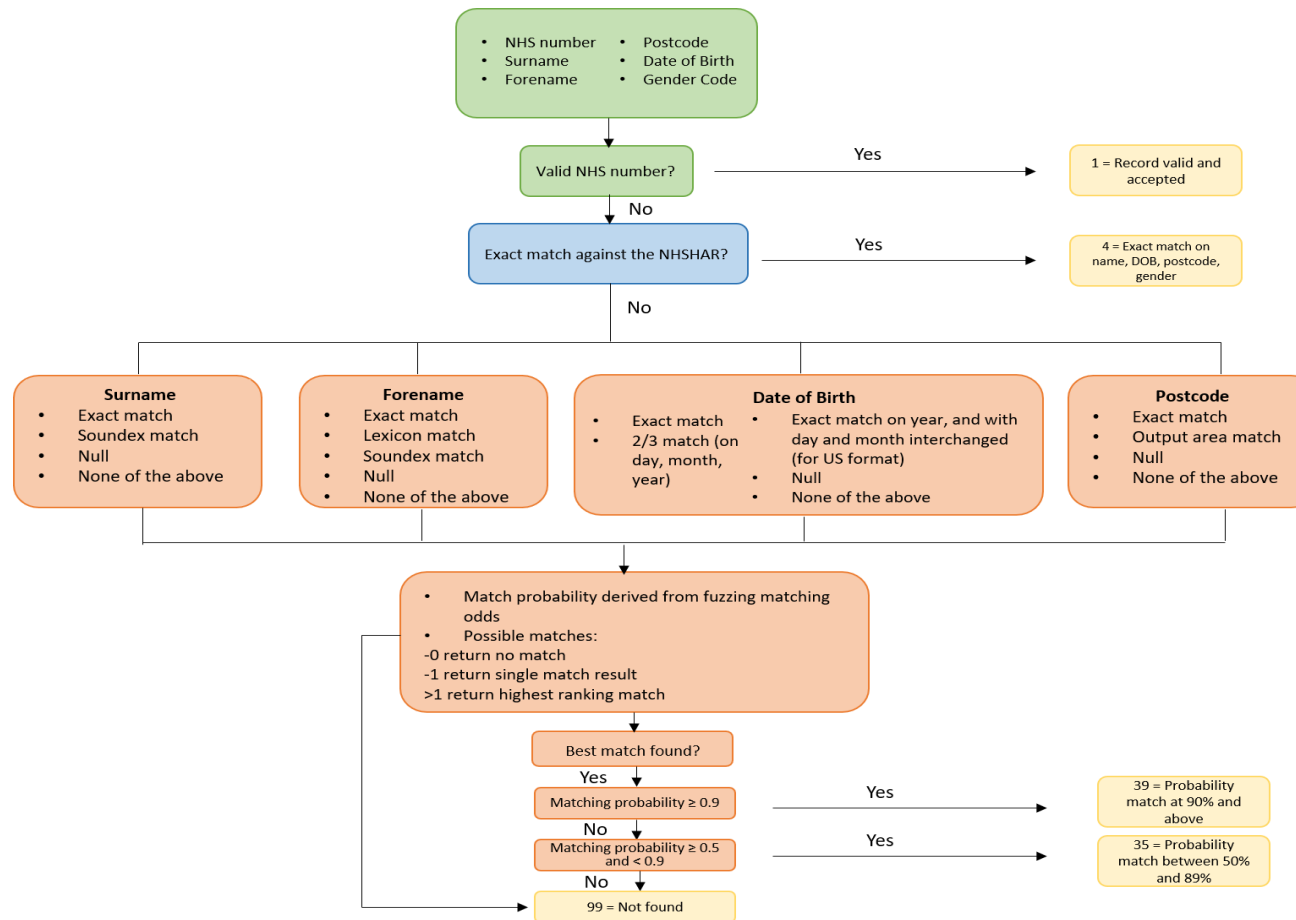 • NHS number
• Surname
• Forename
• Postcode
• Date of Birth
• Gender Code
Valid NHS number?
Yes
1 = Record valid and
accepted
No
Exact match against the NHSHAR?
Yes
4 = Exact match on
name, DOB, postcode,
gender
No
Surname
• Exact match
• Soundex match
• Null
• None of the above
Forename
• Exact match
• Lexicon match
• Soundex match
• Null
• None of the above
Date of Birth
• Exact match
• 2/3 match (on
day, month,
year)
• Exact match on year, and with
day and month interchanged
(for US format)
• Null
• None of the above
Postcode
• Exact match
• Output area match
• Null
• None of the above
• Match probability derived from fuzzing matching
odds
• Possible matches:
-0 return no match
-1 return single match result
>1 return highest ranking match
Best match found?
Yes
Matching probability ≥ 0.9
Yes
39 = Probability
match at 90% and
above
No
Matching probability ≥ 0.5
and < 0.9
Yes
35 = Probability
match between 50%
and 89%
No
99 = Not found